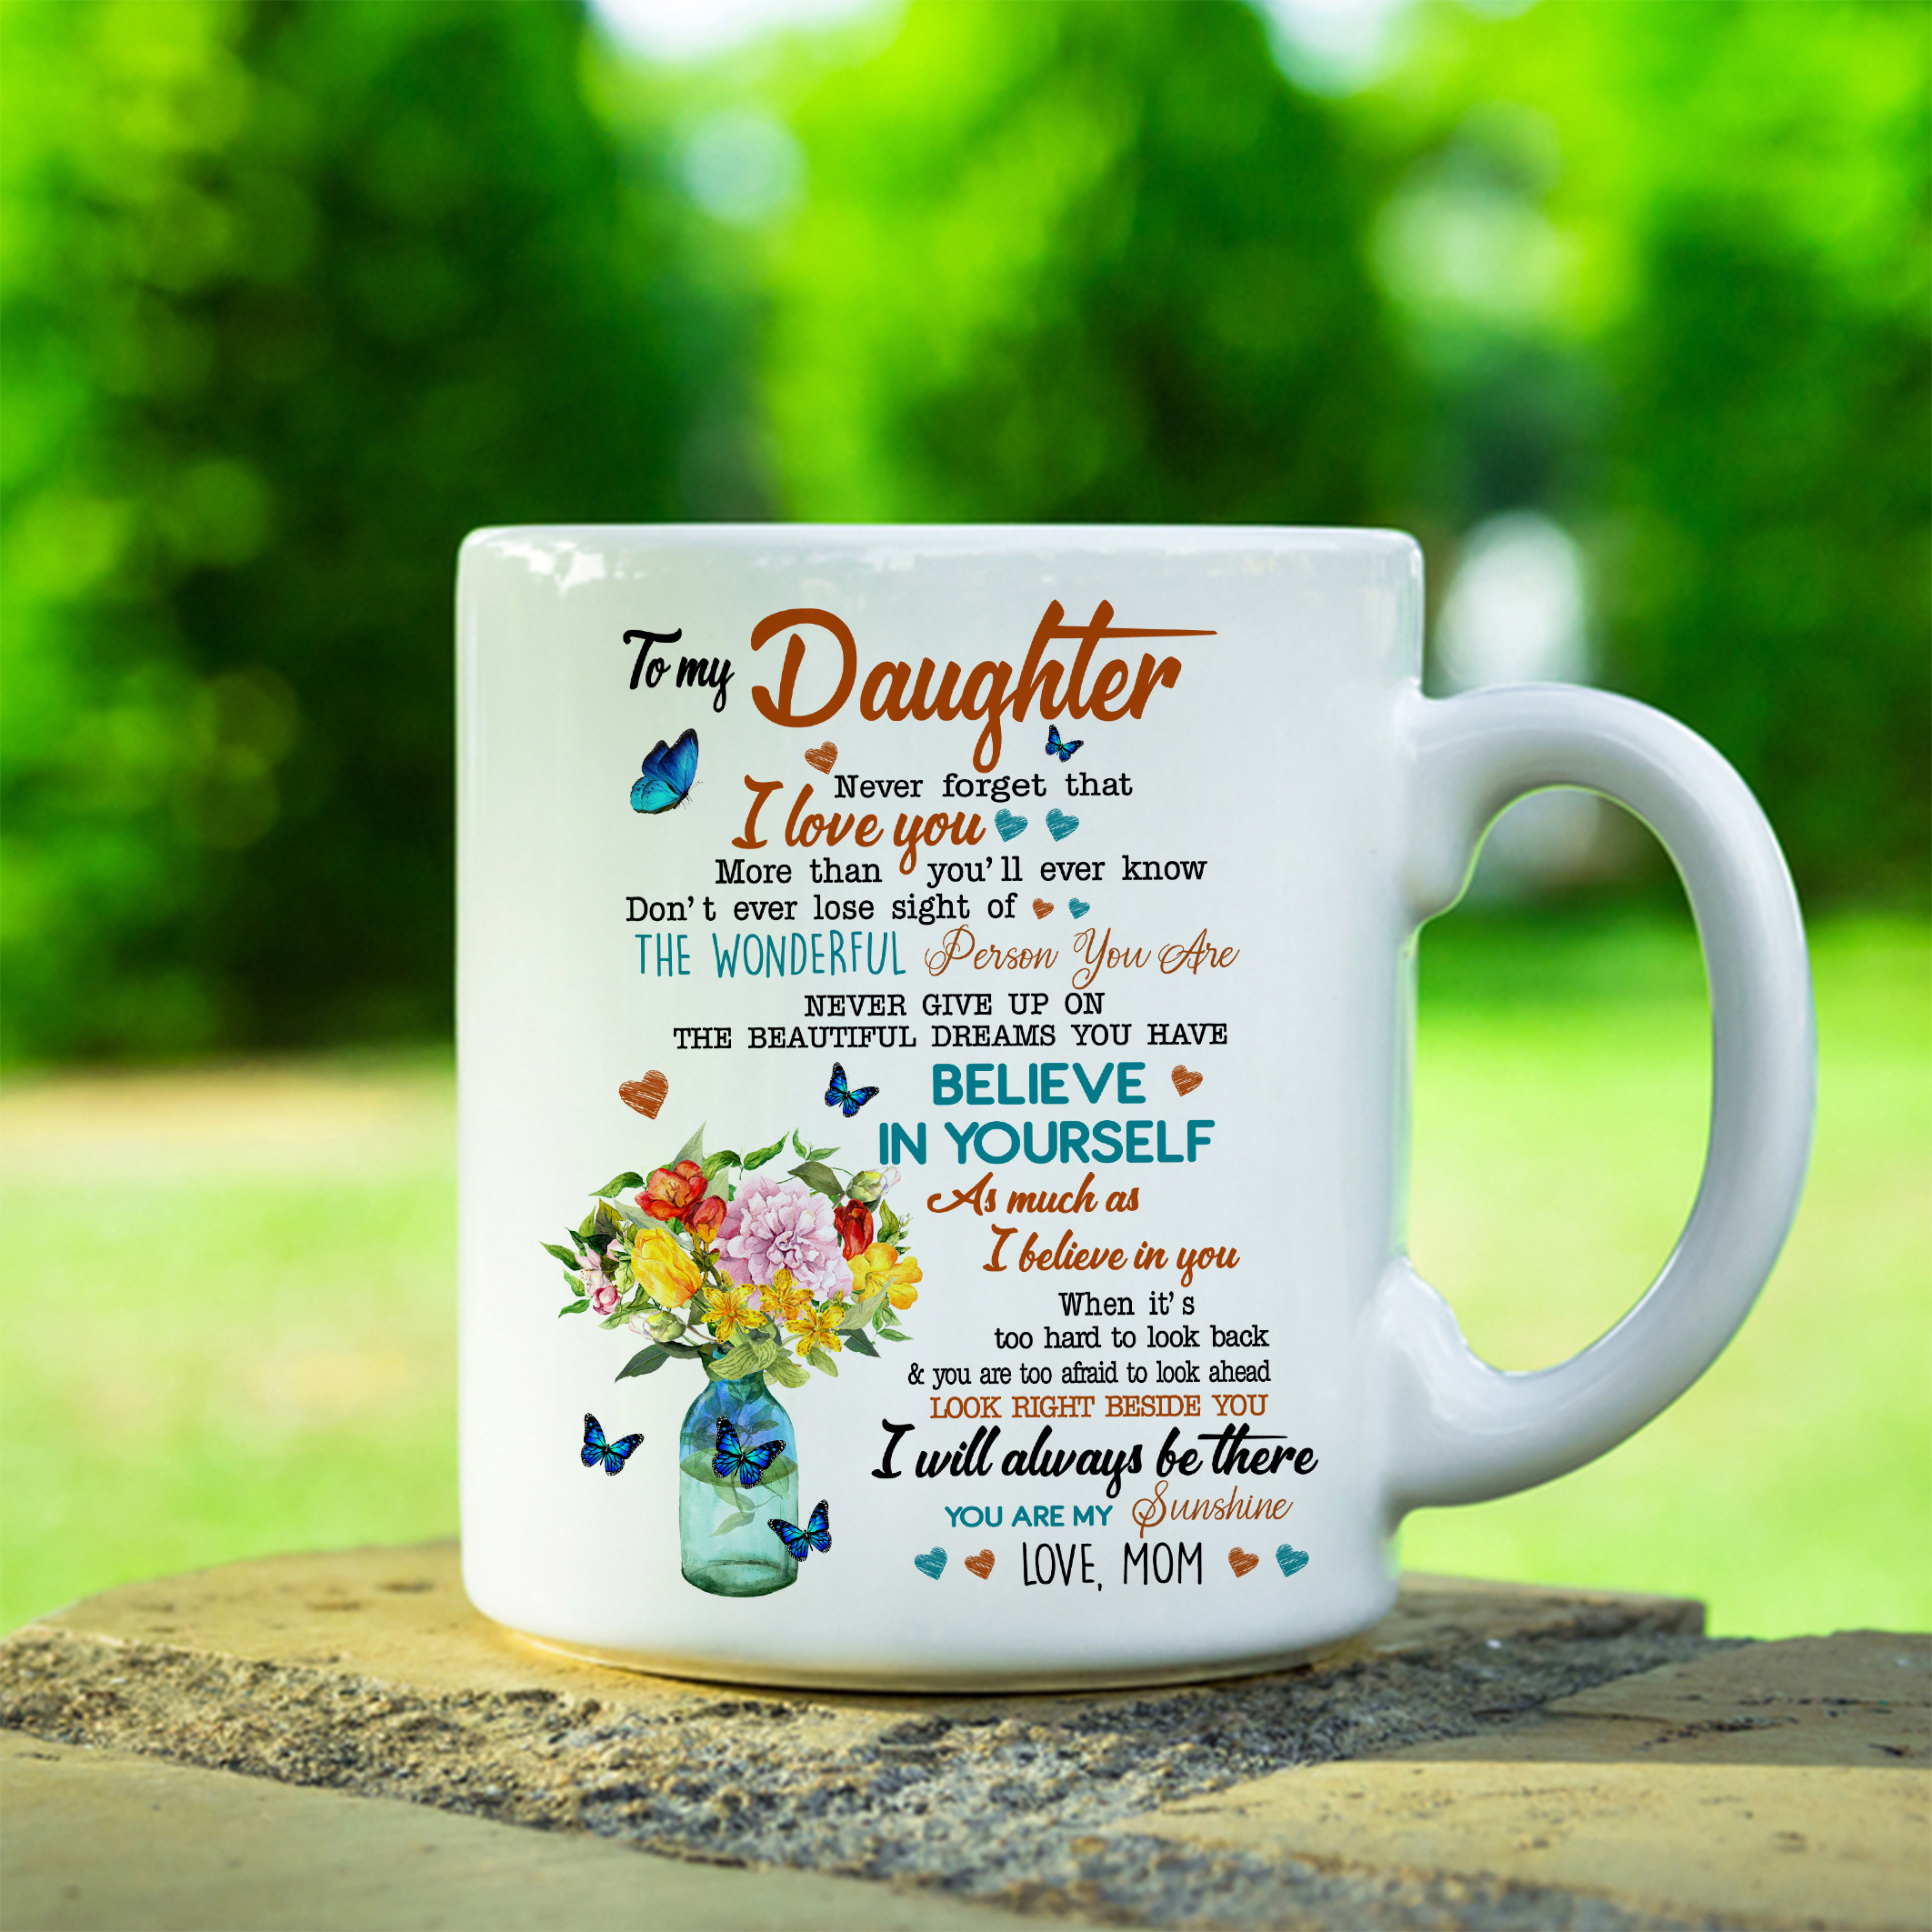 To my Daughter
Never forget that
I love you
More than you'll ever know
Don't ever lose sight of
THE WONDERFUL Person You Are
NEVER GIVE UP ON
THE BEAUTIFUL DREAMS YOU HAVE
BELIEVE
IN YOURSELF
As much as
I believe in you
When it's
too hard to look back
& you are too afraid to look ahead
LOOK RIGHT BESIDE YOU
I will always be there
YOU ARE MY Sunshine
LOVE, MOM